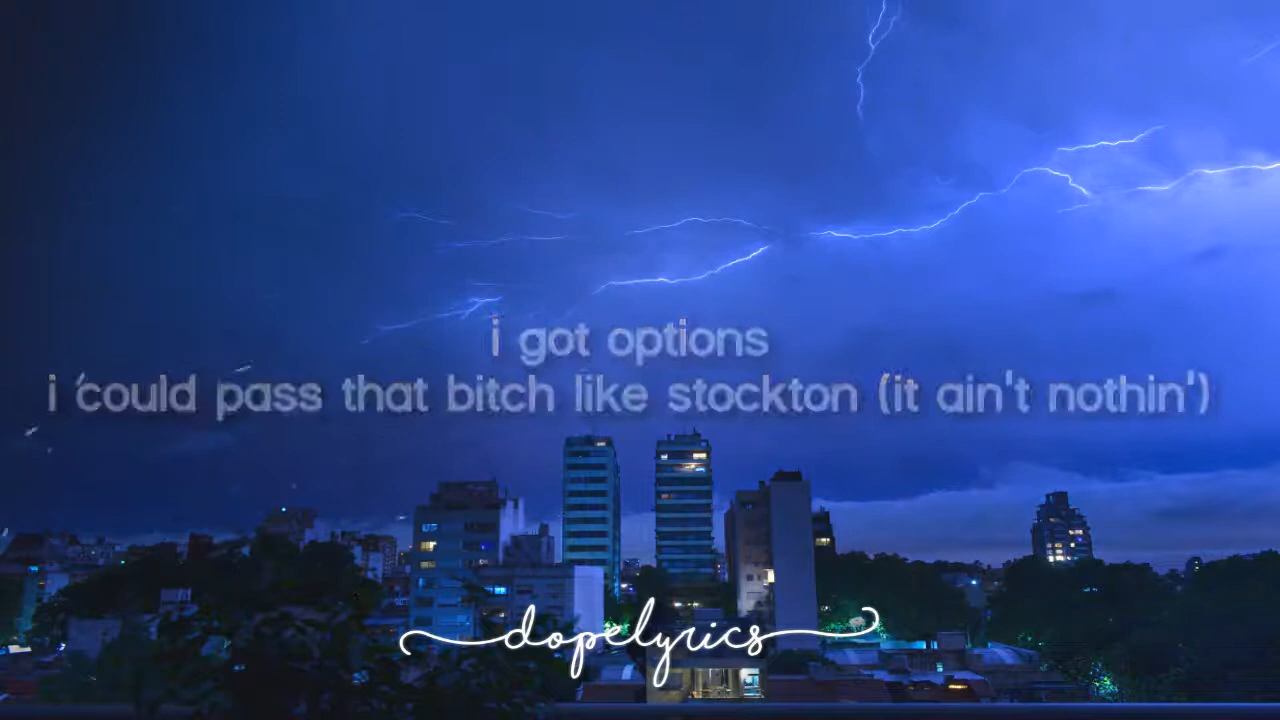 i got options
i could pass that bitch like stockton (it ain't nothin')
dopelyrics